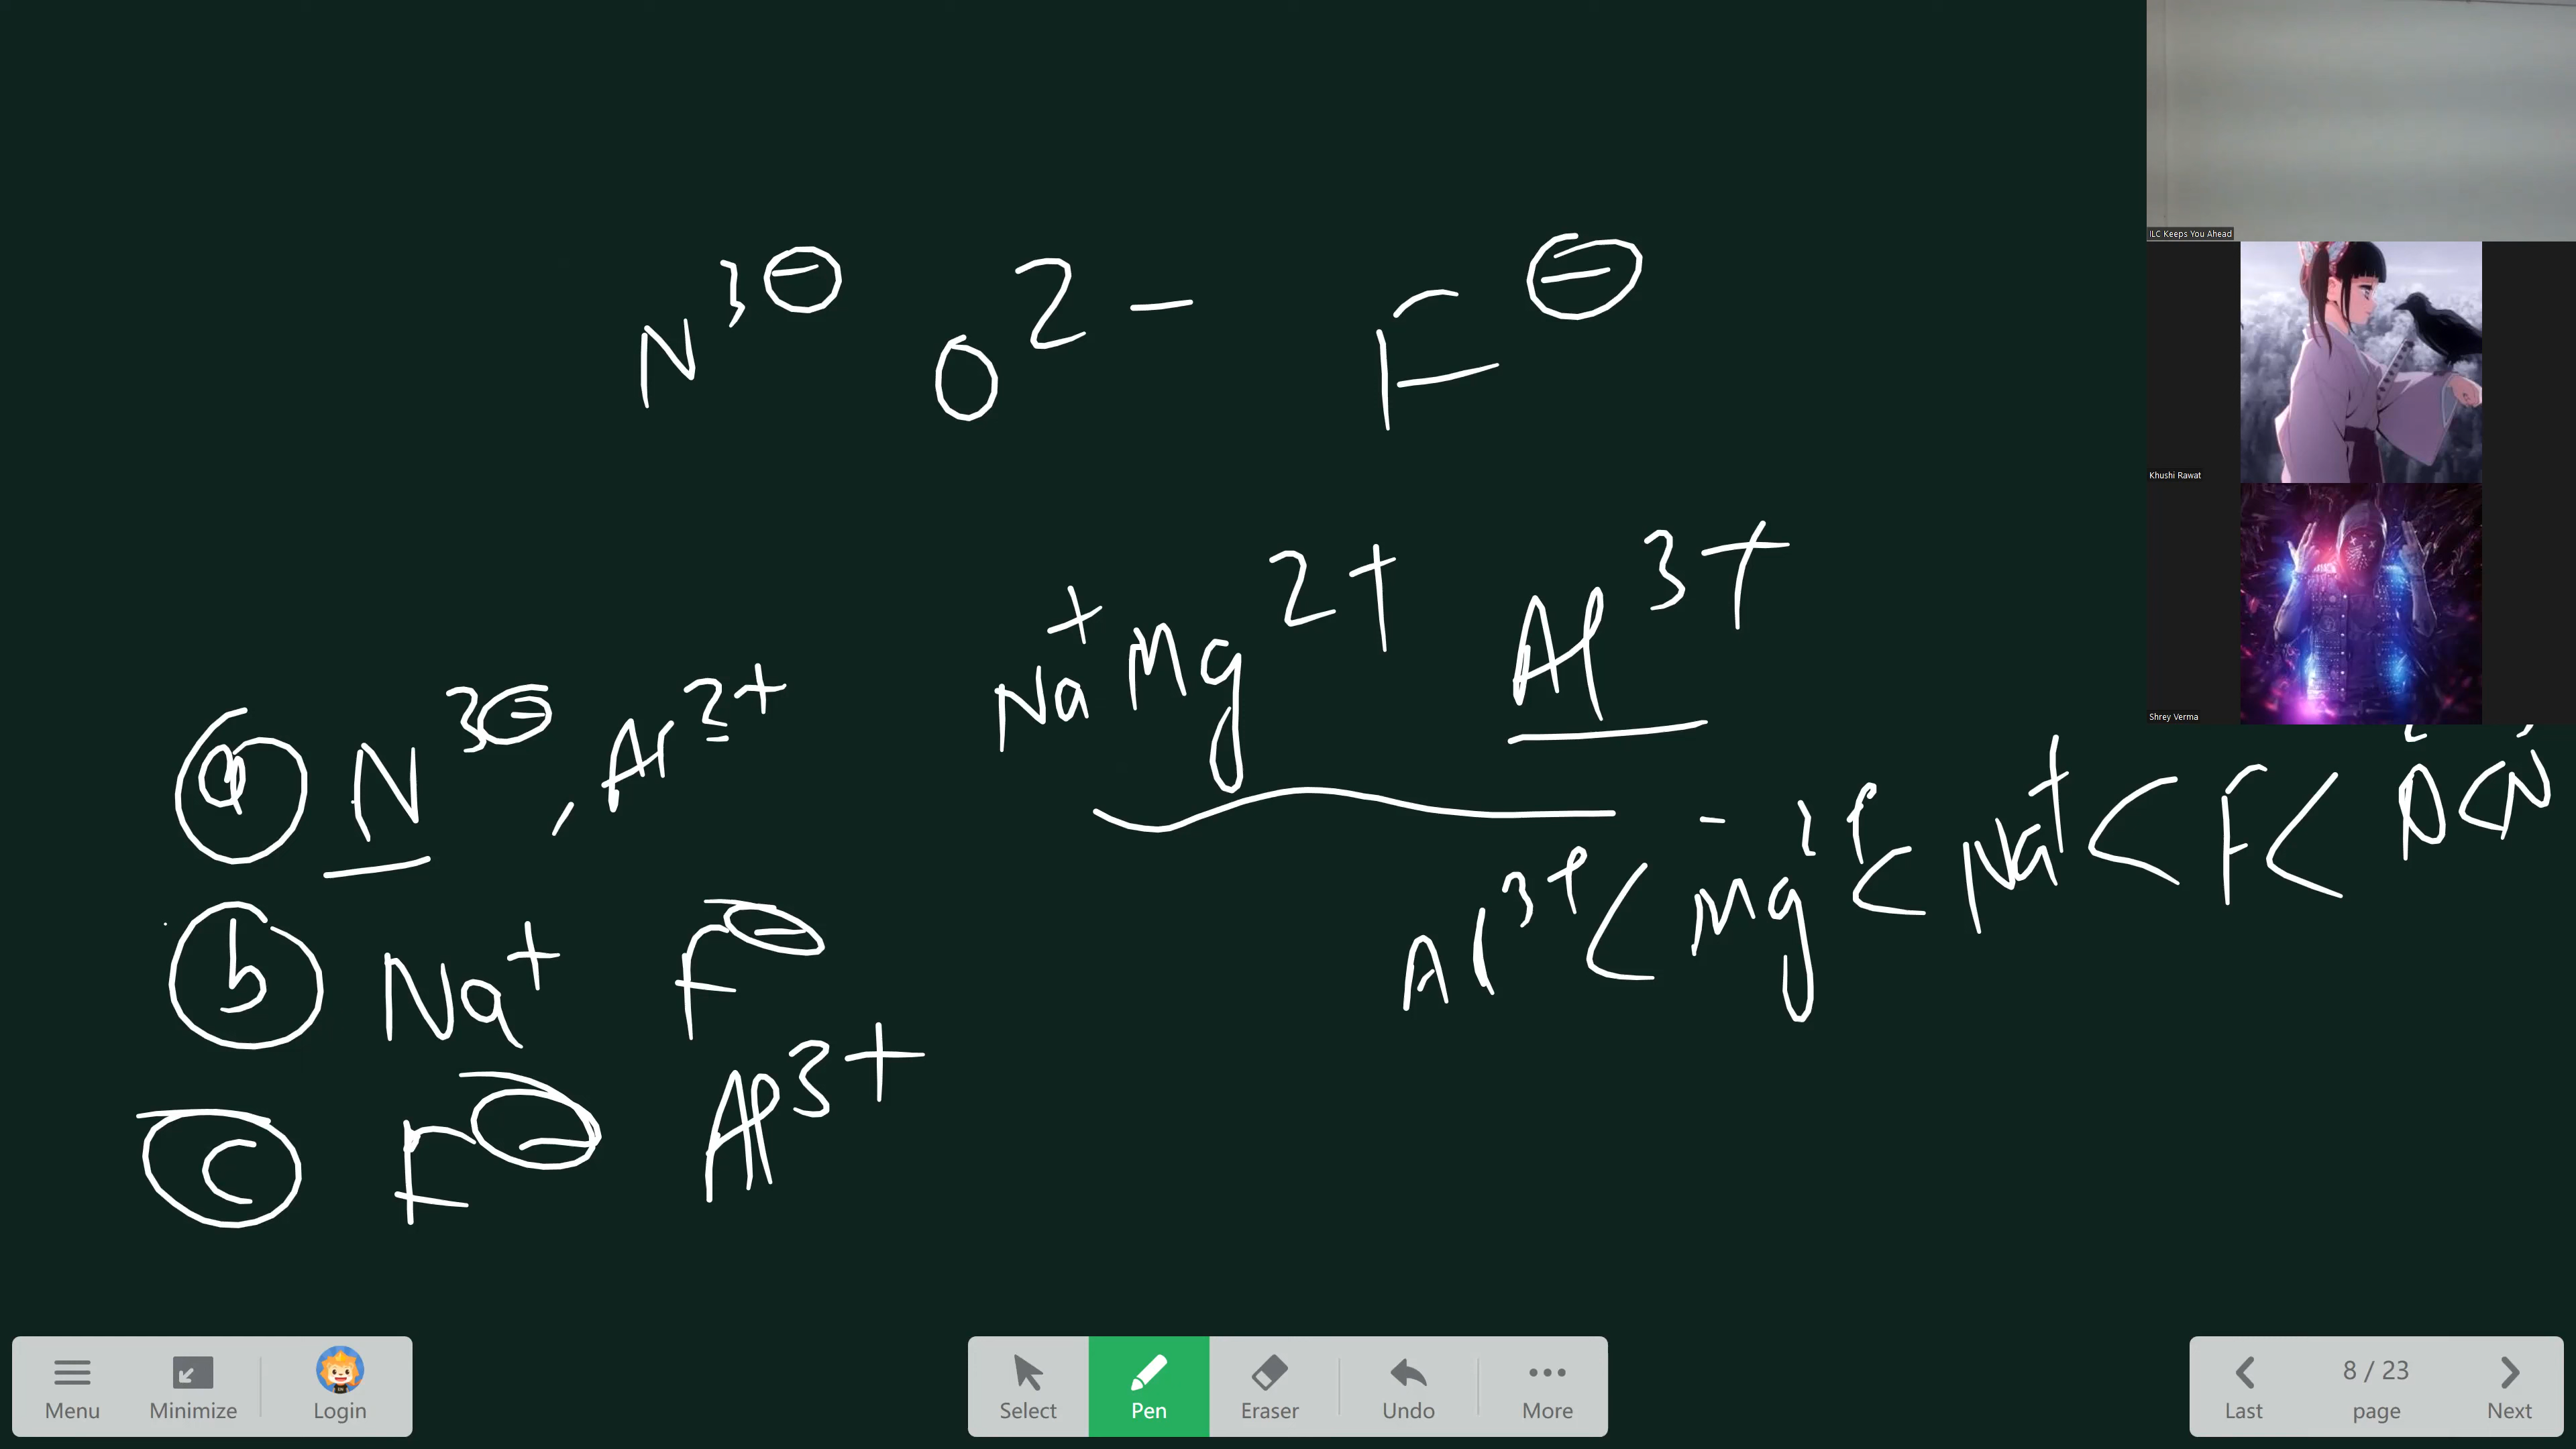 N³⊖ O²⁻ F⊖
Na⁺ Mg²⁺ Al³⁺
ⓐ N³⊖, Al³⁺
Al³⁺ < Mg²⁺ < Na⁺ < F < O < N
ⓑ Na⁺ F⊖
ⓒ F⊖ Al³⁺
ILC Keeps You Ahead
Khushi Rawat
Shrey Verma
Menu Minimize Login
Select Pen Eraser Undo More
8 / 23
Last page Next